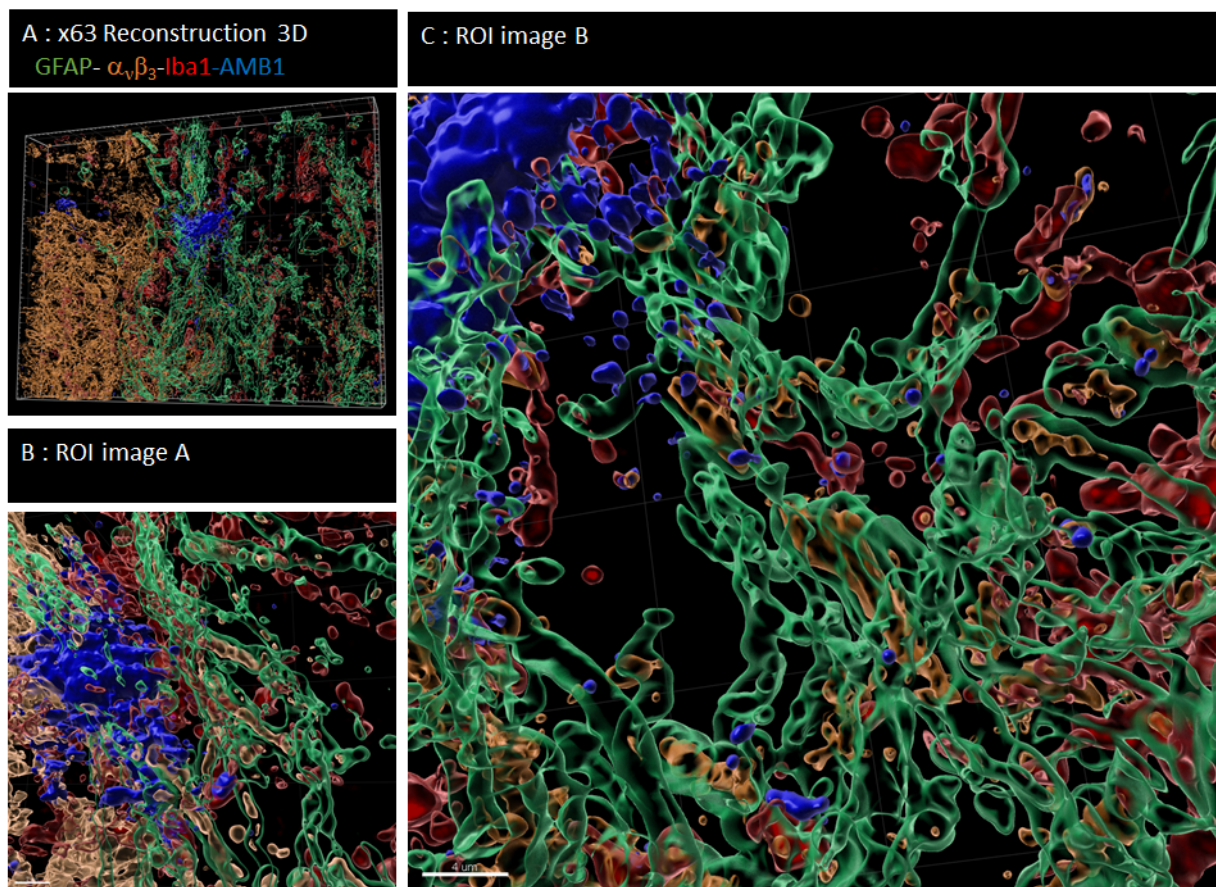 A : x63 Reconstruction 3D
GFAP- αvβ3-Iba1-AMB1
C : ROI image B
B : ROI image A
4 um